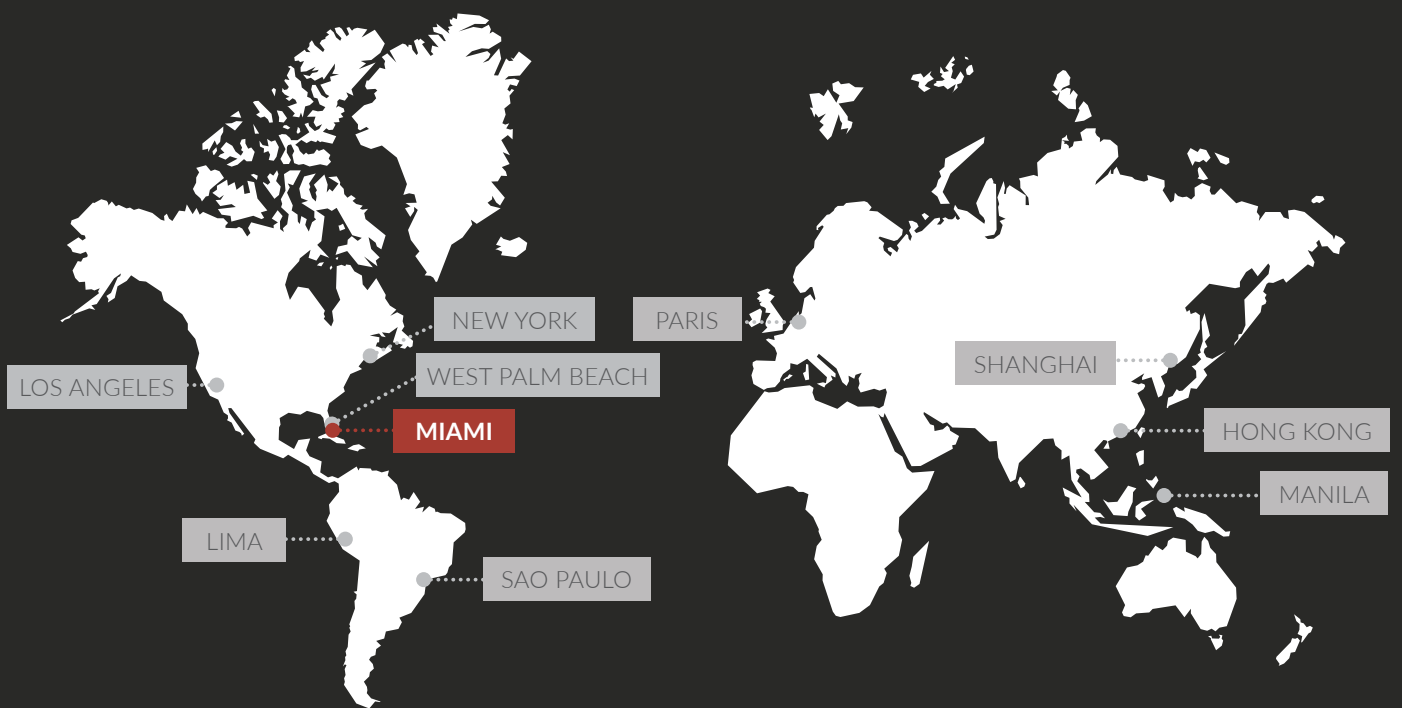 NEW YORK
PARIS
SHANGHAI
LOS ANGELES
WEST PALM BEACH
MIAMI
HONG KONG
MANILA
LIMA
SAO PAULO